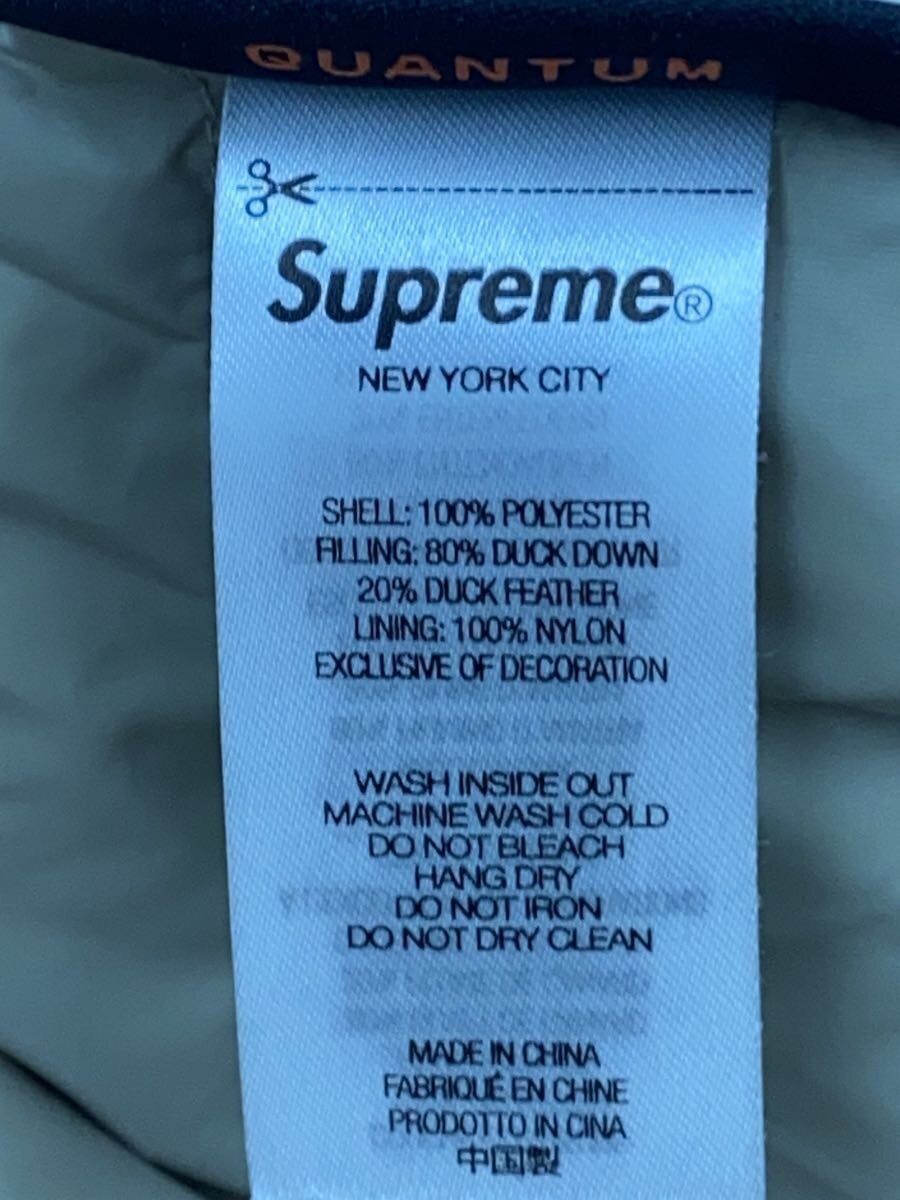 QUANTUM
Supreme®
NEW YORK CITY
SHELL: 100% POLYESTER
FILLING: 80% DUCK DOWN
20% DUCK FEATHER
LINING: 100% NYLON
EXCLUSIVE OF DECORATION
WASH INSIDE OUT
MACHINE WASH COLD
DO NOT BLEACH
HANG DRY
DO NOT IRON
DO NOT DRY CLEAN
MADE IN CHINA
FABRIQUÉ EN CHINE
PRODOTTO IN CINA
中国製